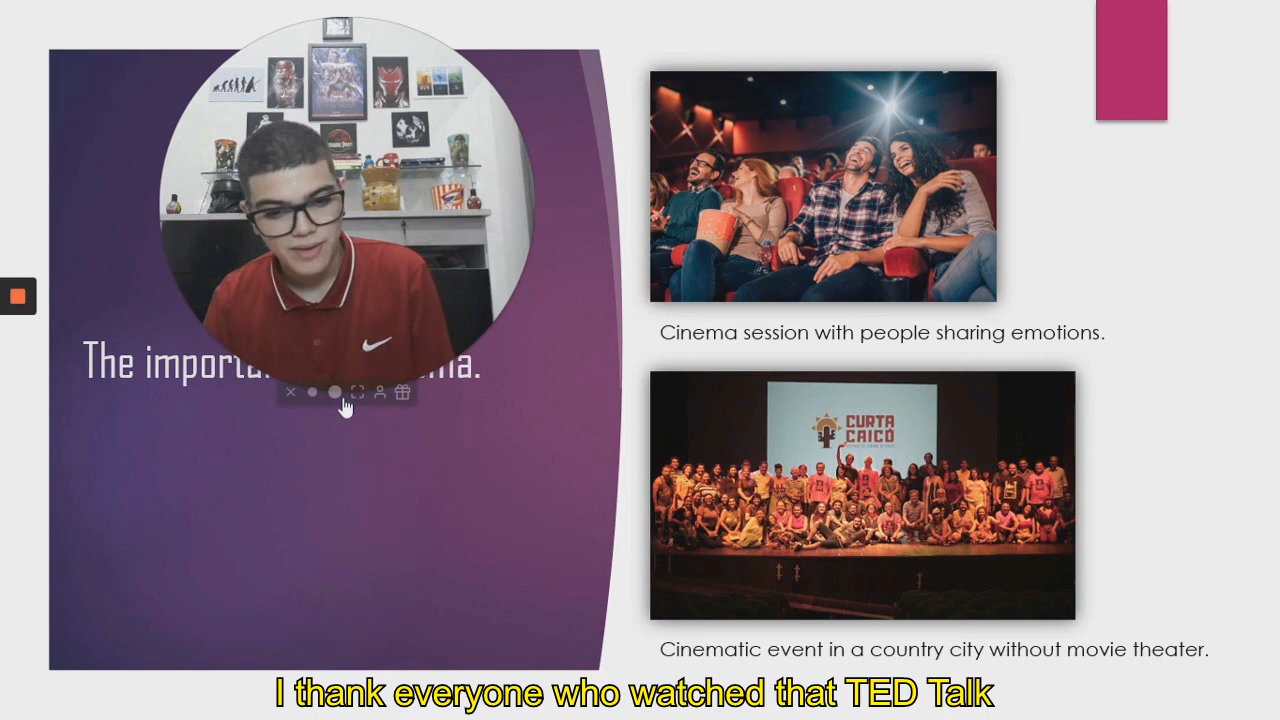 The importa
ma.
Cinema session with people sharing emotions.
CURTA
CAICÓ
Cinematic event in a country city without movie theater.
I thank everyone who watched that TED Talk